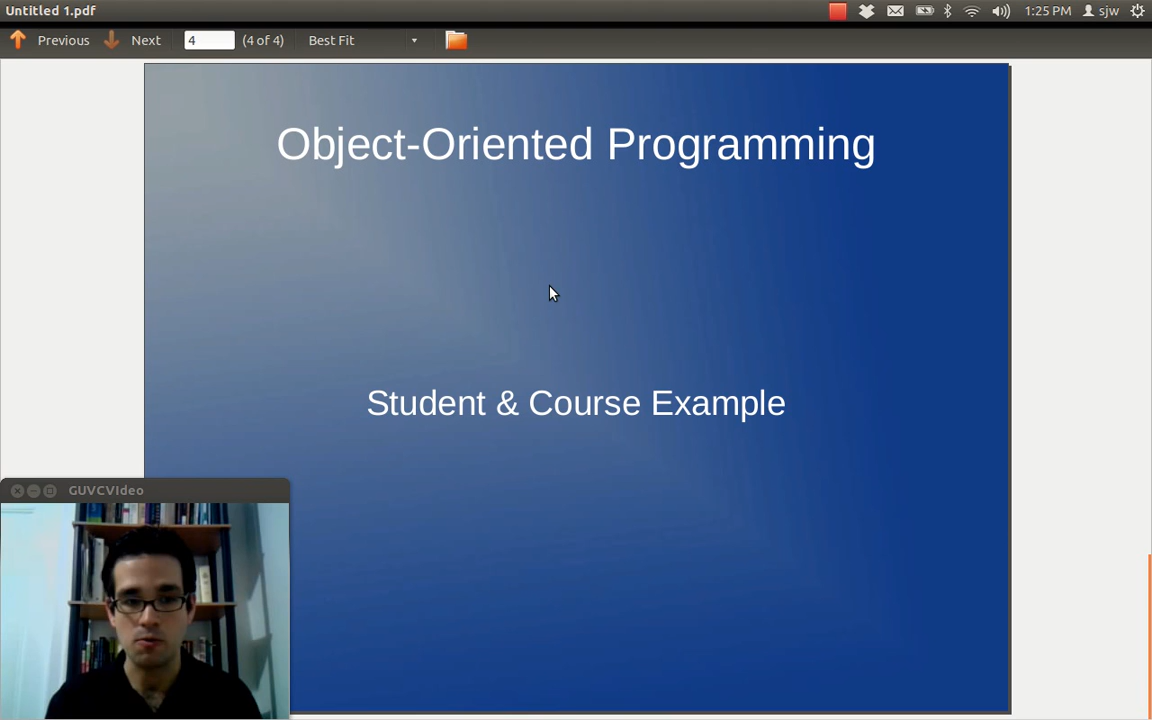 Untitled 1.pdf
1:25 PM sjw
Previous Next 4 (4 of 4) Best Fit
Object-Oriented Programming
Student & Course Example
GUVCVIdeo